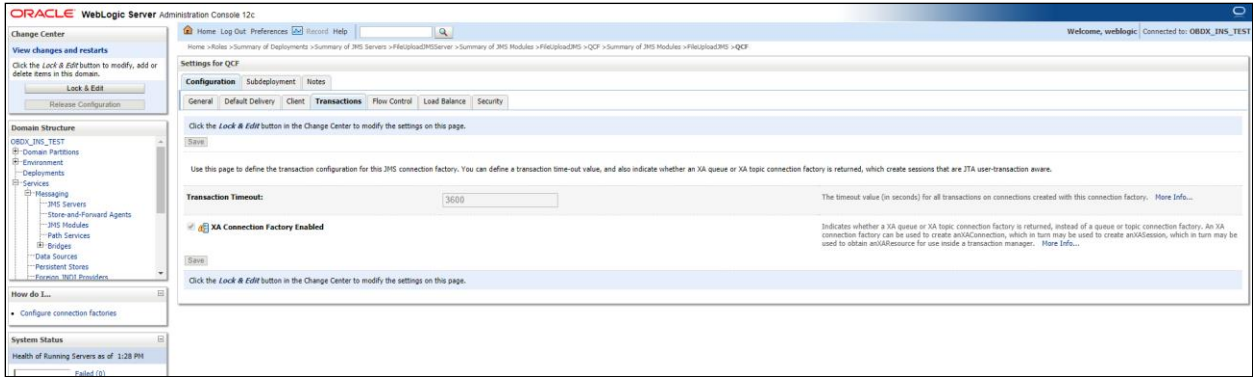 ORACLE WebLogic Server Administration Console 12c
Change Center
View changes and restarts
Click the Lock & Edit button to modify, add or
delete items in this domain.
Lock & Edit
Release Configuration
Domain Structure
OBDX_INS_TEST
Domain Partitions
Environment
Deployments
Services
Messaging
JMS Servers
Store-and-Forward Agents
JMS Modules
Path Services
Bridges
Data Sources
Persistent Stores
Foreign JNDI Providers
How do I...
Configure connection factories
System Status
Health of Running Servers as of 1:28 PM
Failed (0)
Home Log Out Preferences Record Help
Welcome, weblogic Connected to: OBDX_INS_TEST
Home >Roles >Summary of Deployments >Summary of JMS Servers >FileUploadJMSServer >Summary of JMS Modules >FileUploadJMS >QCF >Summary of JMS Modules >FileUploadJMS >QCF
Settings for QCF
Configuration Subdeployment Notes
General Default Delivery Client Transactions Flow Control Load Balance Security
Click the Lock & Edit button in the Change Center to modify the settings on this page.
Save
Use this page to define the transaction configuration for this JMS connection factory. You can define a transaction time-out value, and also indicate whether an XA queue or XA topic connection factory is returned, which create sessions that are JTA user-transaction aware.
Transaction Timeout: 3600 The timeout value (in seconds) for all transactions on connections created with this connection factory. More Info...
XA Connection Factory Enabled Indicates whether a XA queue or XA topic connection factory is returned, instead of a queue or topic connection factory. An XA
connection factory can be used to create anXAConnection, which in turn may be used to create anXASession, which in turn may be
used to obtain anXAResource for use inside a transaction manager. More Info...
Save
Click the Lock & Edit button in the Change Center to modify the settings on this page.